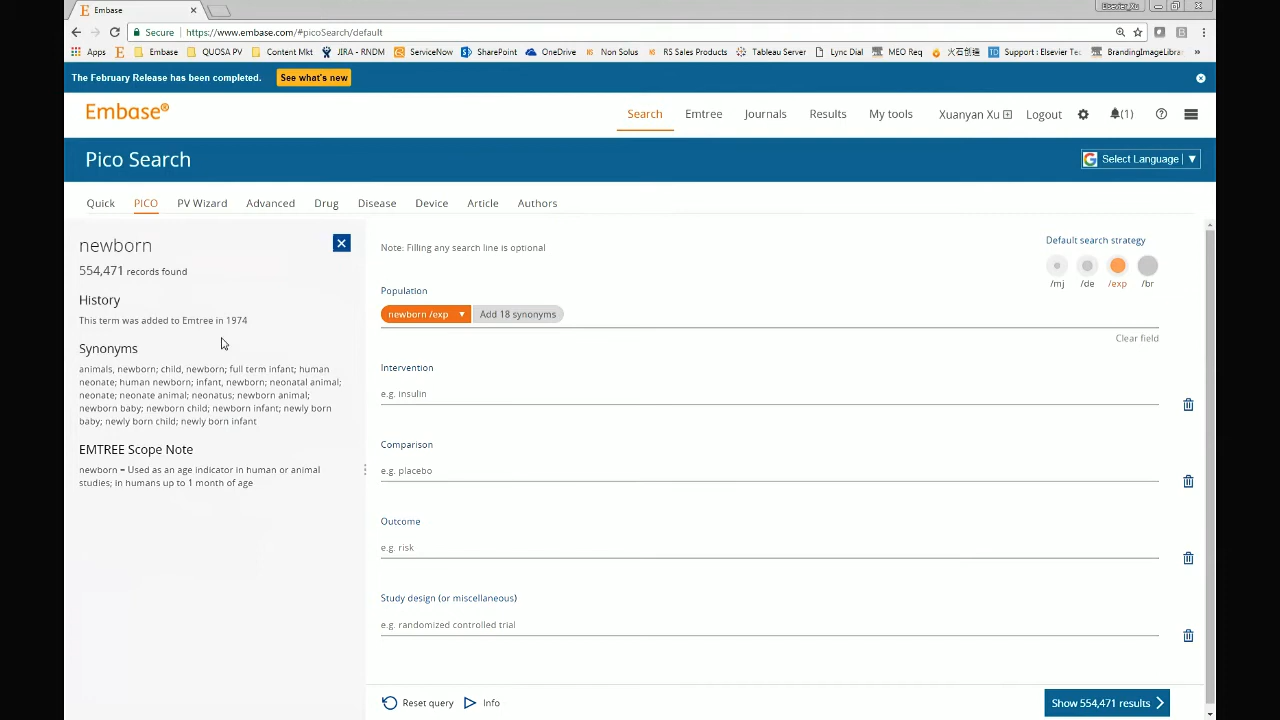 Embase
Elsevier_Xu
Secure
https://www.embase.com/#picoSearch/default
Apps
Embase
QUOSA PV
Content Mkt
JIRA - RNDM
ServiceNow
SharePoint
OneDrive
Non Solus
RS Sales Products
Tableau Server
Lync Dial
MEO Req
火石创造
Support : Elsevier Te
BrandingImageLibra
The February Release has been completed.
See what's new
Embase®
Search
Emtree
Journals
Results
My tools
Xuanyan Xu
Logout
(1)
Pico Search
Select Language
Quick
PICO
PV Wizard
Advanced
Drug
Disease
Device
Article
Authors
newborn
554,471 records found
History
This term was added to Emtree in 1974
Synonyms
animals, newborn; child, newborn; full term infant; human
neonate; human newborn; infant, newborn; neonatal animal;
neonate; neonate animal; neonatus; newborn animal;
newborn baby; newborn child; newborn infant; newly born
baby; newly born child; newly born infant
EMTREE Scope Note
newborn = Used as an age indicator in human or animal
studies; in humans up to 1 month of age
Note: Filling any search line is optional
Default search strategy
/mj
/de
/exp
/br
Population
newborn /exp
Add 18 synonyms
Clear field
Intervention
e.g. insulin
Comparison
e.g. placebo
Outcome
e.g. risk
Study design (or miscellaneous)
e.g. randomized controlled trial
Reset query
Info
Show 554,471 results